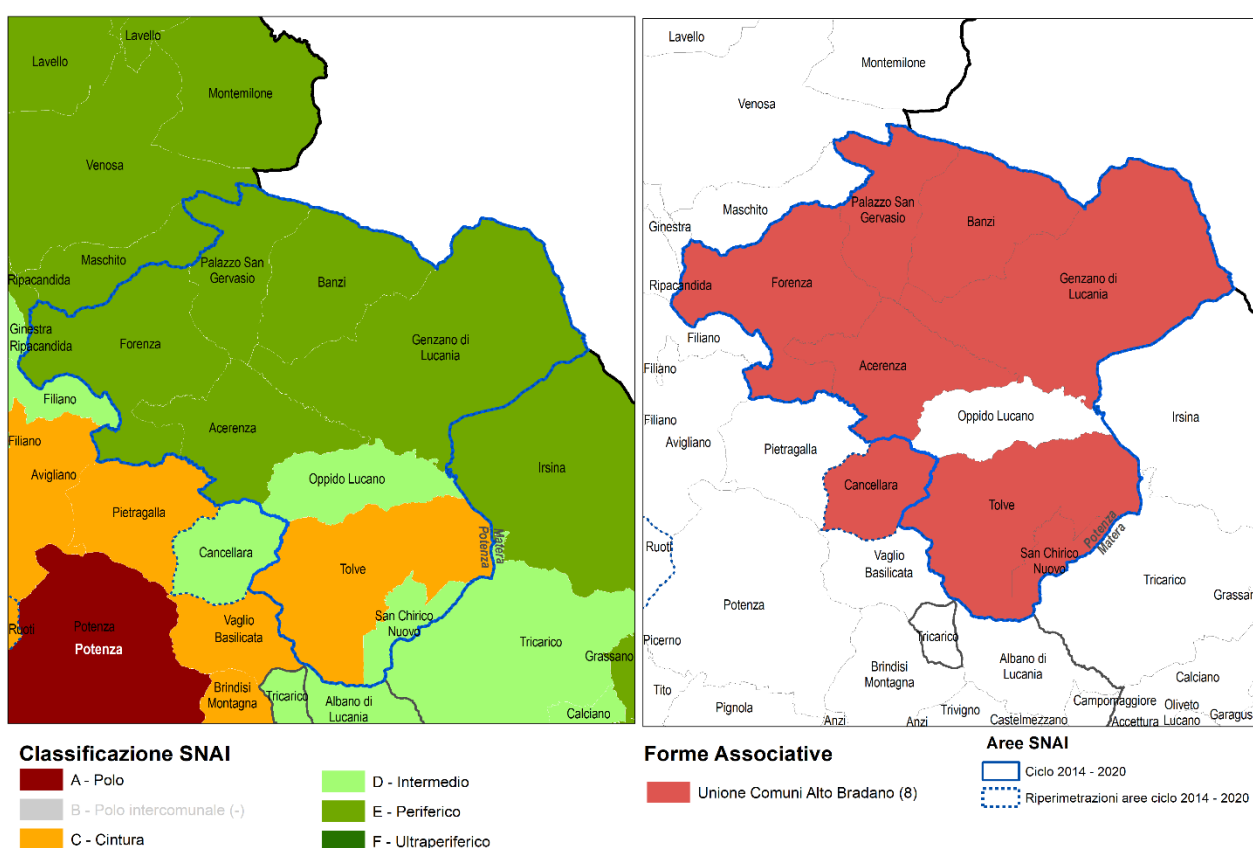 Lavello
Lavello
Montemilone
Venosa
Maschito
Palazzo San
Gervasio
Banzi
Ripacandida
Genzano di
Lucania
Ginestra
Ripacandida
Forenza
Filiano
Acerenza
Filiano
Avigliano
Oppido Lucano
Irsina
Pietragalla
Cancellara
Matera
Potenza
Tolve
San Chirico
Nuovo
Ruoti
Potenza
Potenza
Vaglio
Basilicata
Tricarico
Grassano
Brindisi
Montagna
Tricarico
Albano di
Lucania
Calciano
Lavello
Montemilone
Venosa
Maschito
Palazzo San
Gervasio
Banzi
Ginestra
Genzano di
Lucania
Ripacandida
Forenza
Filiano
Filiano
Acerenza
Oppido Lucano
Irsina
Filiano
Avigliano
Pietragalla
Cancellara
Tolve
Potenza
Matera
Ruoti
Vaglio
Basilicata
San Chirico
Nuovo
Tricarico
Grassano
Potenza
Picerno
Tricarico
Albano di
Lucania
Brindisi
Montagna
Calciano
Tito
Pignola
Anzi
Anzi
Trivigno
Castelmezzano
Campomaggiore
Accettura
Oliveto
Lucano
Garaguso
Classificazione SNAI
A - Polo
B - Polo intercomunale (-)
C - Cintura
D - Intermedio
E - Periferico
F - Ultraperiferico
Forme Associative
Unione Comuni Alto Bradano (8)
Aree SNAI
Ciclo 2014 - 2020
Riperimetrazioni aree ciclo 2014 - 2020